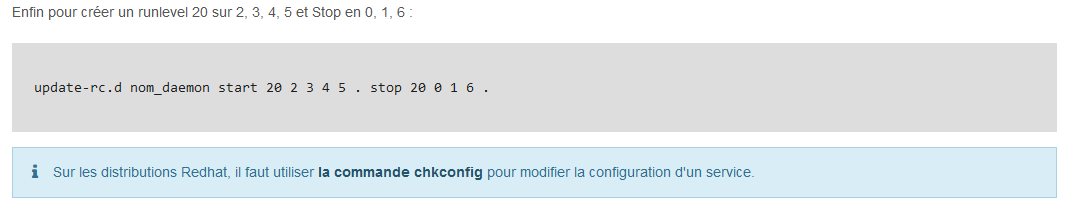 Enfin pour créer un runlevel 20 sur 2, 3, 4, 5 et Stop en 0, 1, 6 :
update-rc.d nom_daemon start 20 2 3 4 5 . stop 20 0 1 6 .
Sur les distributions Redhat, il faut utiliser la commande chkconfig pour modifier la configuration d'un service.